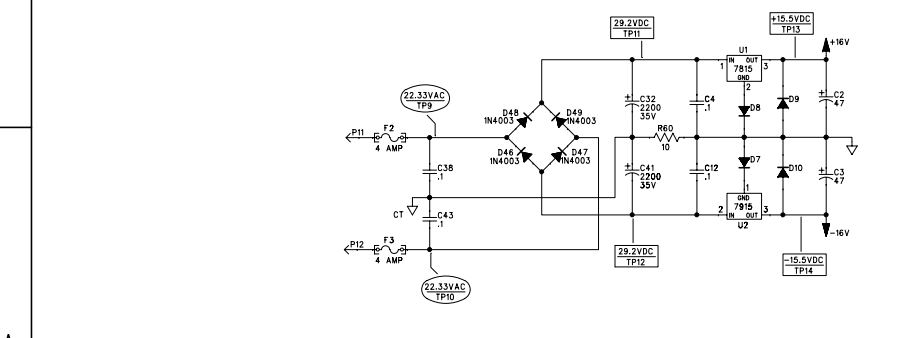 29.2VDC
TP11
+15.5VDC
TP13
+16V
U1
IN OUT
1 7815 3
GND
2
22.33VAC
TP9
D48
1N4003
D49
1N4003
C32
2200
35V
C4
.1
D8
D9
C2
47
P11
F2
4 AMP
R60
10
D46
1N4003
D47
1N4003
C38
.1
C41
2200
35V
C12
.1
D7
D10
C3
47
1
GND
2 7915 3
IN OUT
U2
CT
C43
.1
P12
F3
4 AMP
-16V
29.2VDC
TP12
-15.5VDC
TP14
22.33VAC
TP10